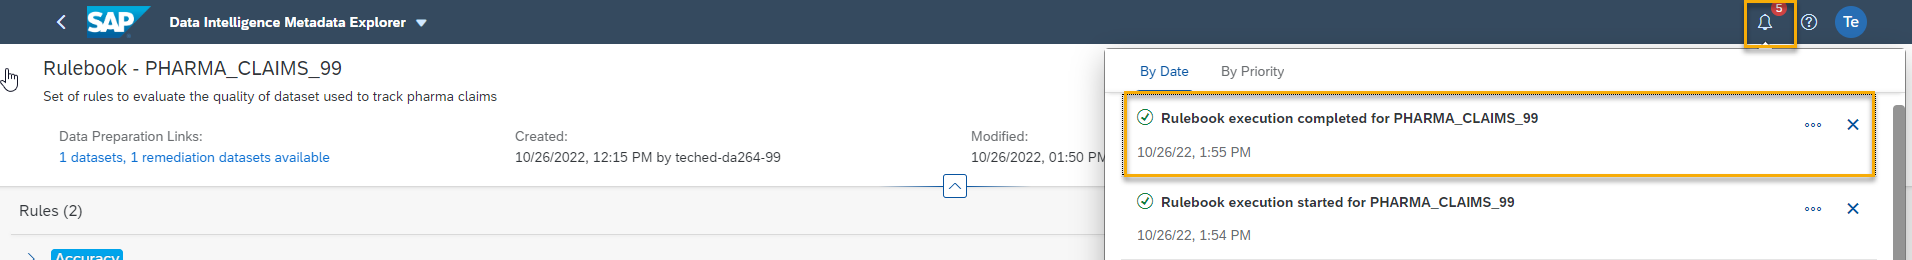 SAP Data Intelligence Metadata Explorer 5 Te
Rulebook - PHARMA_CLAIMS_99
Set of rules to evaluate the quality of dataset used to track pharma claims
Data Preparation Links:
1 datasets, 1 remediation datasets available
Created:
10/26/2022, 12:15 PM by teched-da264-99
Modified:
10/26/2022, 01:50 PM
Rules (2)
Accuracy
By Date By Priority
Rulebook execution completed for PHARMA_CLAIMS_99
10/26/22, 1:55 PM
Rulebook execution started for PHARMA_CLAIMS_99
10/26/22, 1:54 PM